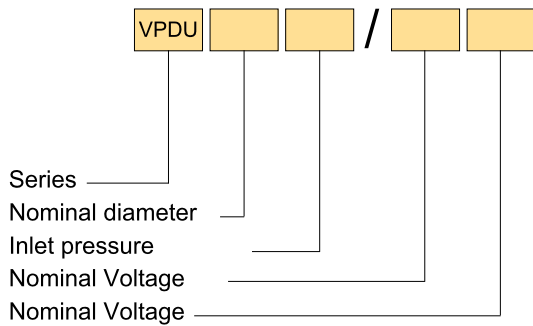 VPDU /
Series
Nominal diameter
Inlet pressure
Nominal Voltage
Nominal Voltage